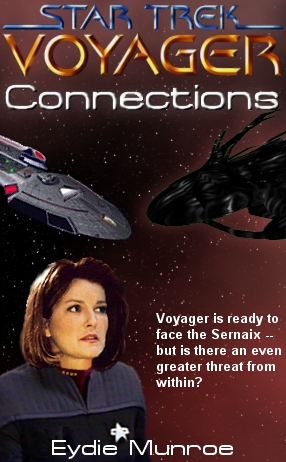 STAR TREK
VOYAGER
Connections
Voyager is ready to
face the Sernaix --
but is there an even
greater threat from
within?
Eydie Munroe